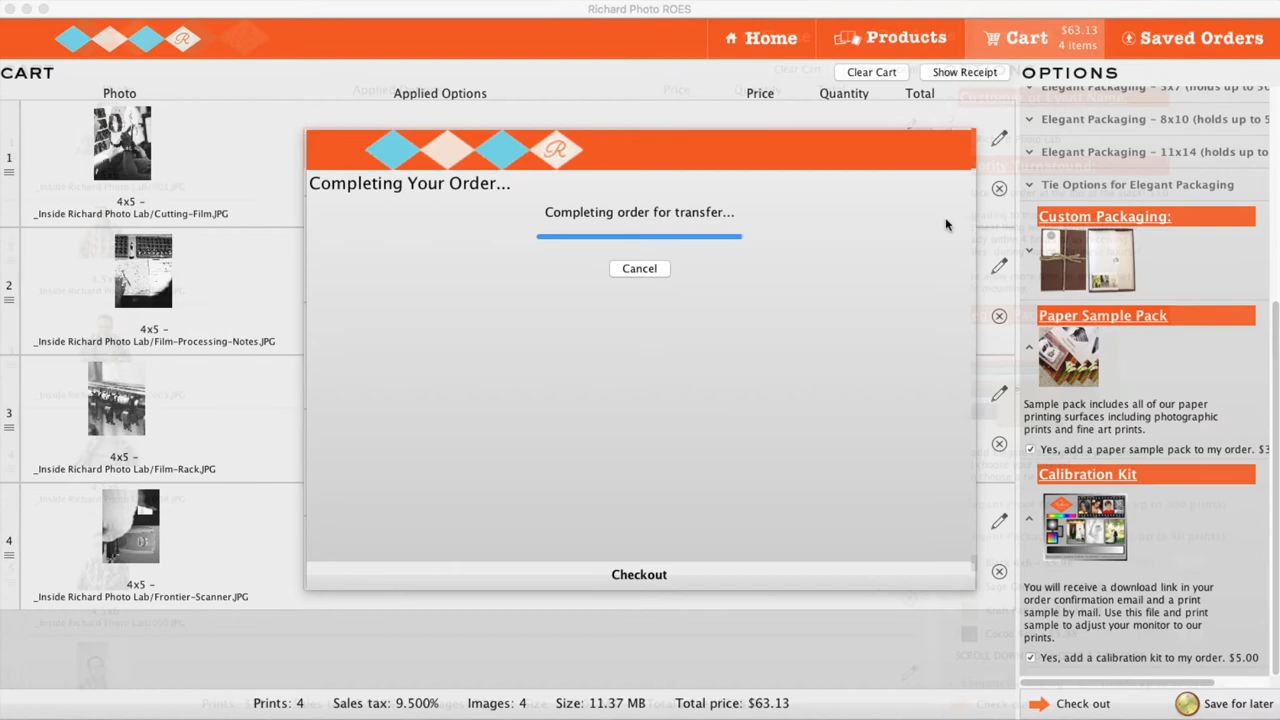 Richard Photo ROES
Home
Products
Cart
$63.13
4 items
Saved Orders
CART
Clear Cart
Show Receipt
OPTIONS
Photo
Applied Options
Price
Quantity
Total
1
4x5 -
_Inside Richard Photo Lab/Cutting-Film.JPG
2
4x5 -
_Inside Richard Photo Lab/Film-Processing-Notes.JPG
3
4x5 -
_Inside Richard Photo Lab/Film-Rack.JPG
4
4x5 -
_Inside Richard Photo Lab/Frontier-Scanner.JPG
R
Completing Your Order...
Completing order for transfer...
Cancel
Checkout
Elegant Packaging - 5x7 (holds up to
Elegant Packaging - 8x10 (holds up to 5
Elegant Packaging - 11x14 (holds up to
Tie Options for Elegant Packaging
Custom Packaging:
Paper Sample Pack
Sample pack includes all of our paper
printing surfaces including photographic
prints and fine art prints.
Yes, add a paper sample pack to my order. $
Calibration Kit
You will receive a download link in your
order confirmation email and a print
sample by mail. Use this file and print
sample to adjust your monitor to our
prints.
Yes, add a calibration kit to my order. $5.00
Prints: 4
Sales tax: 9.500%
Images: 4
Size: 11.37 MB
Total price: $63.13
Check out
Save for later